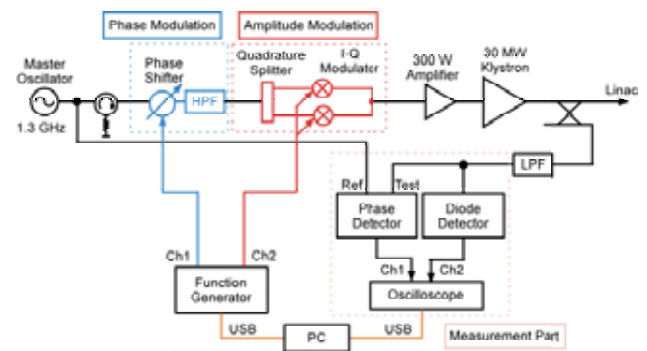 Phase Modulation
Amplitude Modulation
Master
Oscillator
1.3 GHz
Phase
Shifter
HPF
Quadrature
Splitter
I-Q
Modulator
300 W
Amplifier
30 MW
Klystron
Linac
LPF
Ref
Test
Phase
Detector
Diode
Detector
Ch1
Ch2
Ch1
Ch2
Function
Generator
Oscilloscope
USB
PC
USB
Measurement Part